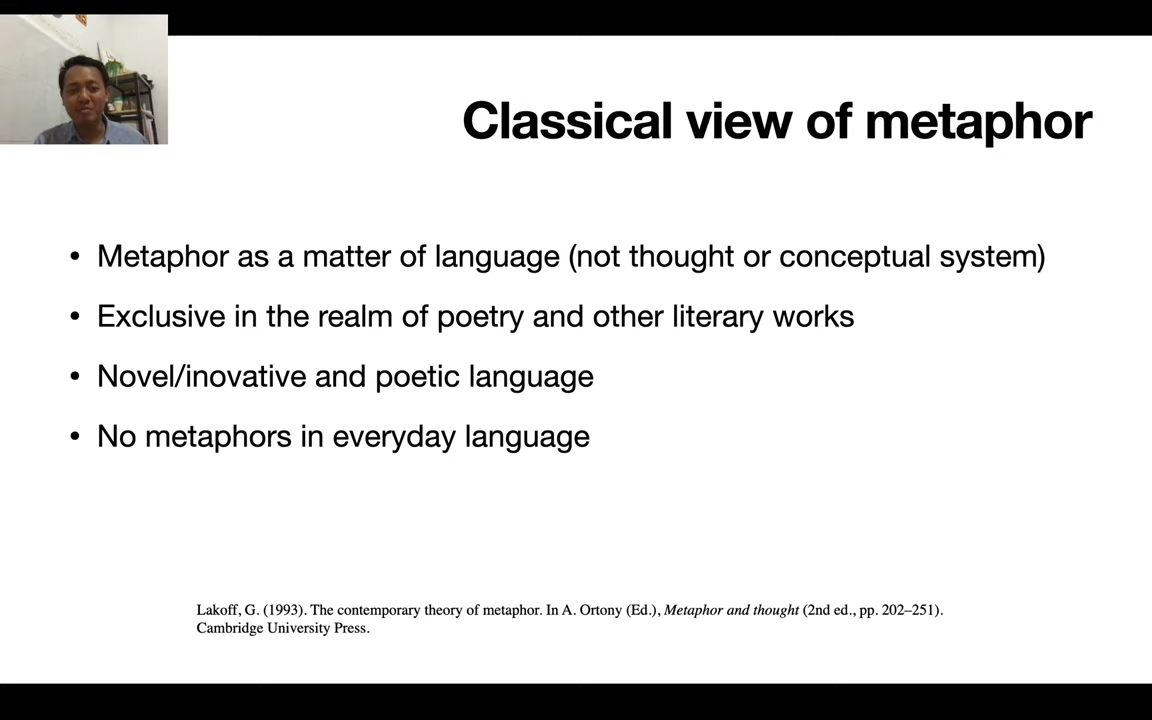 Classical view of metaphor
• Metaphor as a matter of language (not thought or conceptual system)
• Exclusive in the realm of poetry and other literary works
• Novel/inovative and poetic language
• No metaphors in everyday language
Lakoff, G. (1993). The contemporary theory of metaphor. In A. Ortony (Ed.), Metaphor and thought (2nd ed., pp. 202–251).
Cambridge University Press.